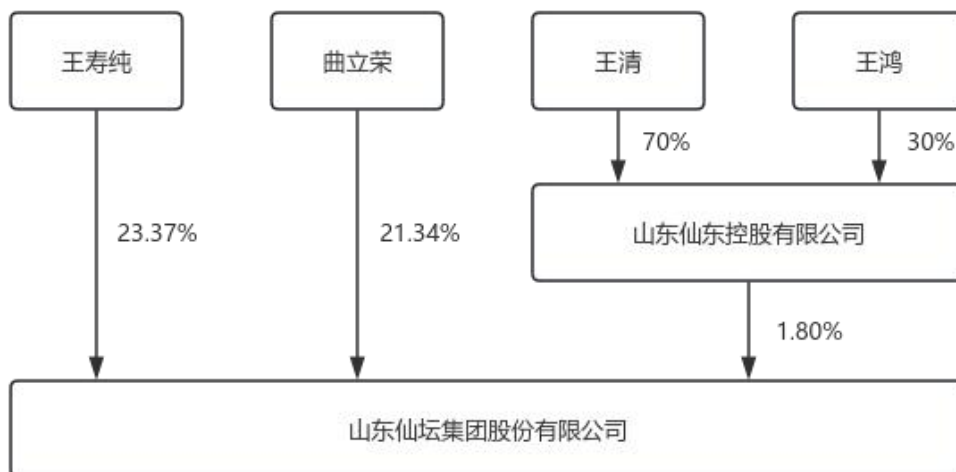 王寿纯
曲立荣
王清
王鸿
70%
30%
23.37%
21.34%
山东仙东控股有限公司
1.80%
山东仙坛集团股份有限公司